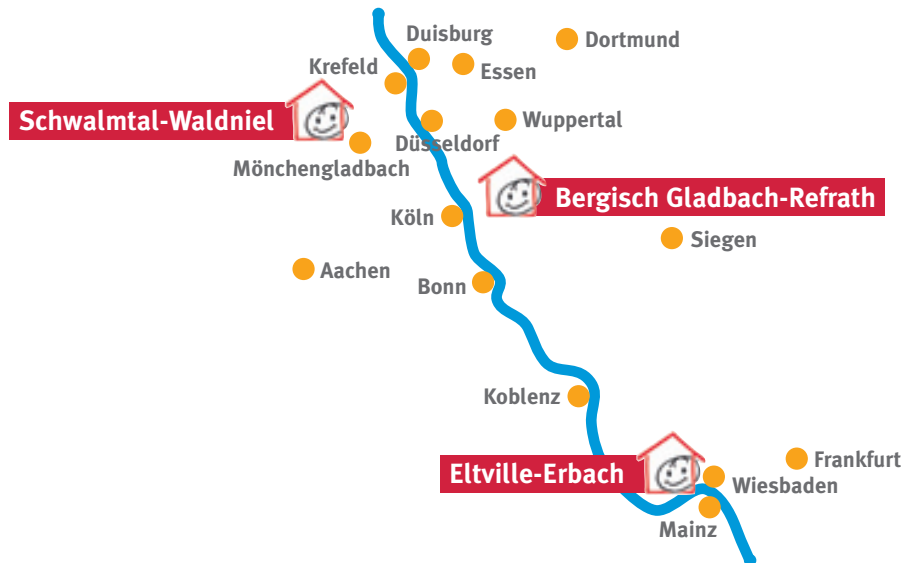 Duisburg
Dortmund
Krefeld
Essen
Schwalmtal-Waldniel
Wuppertal
Düsseldorf
Mönchengladbach
Bergisch Gladbach-Refrath
Köln
Siegen
Aachen
Bonn
Koblenz
Frankfurt
Eltville-Erbach
Wiesbaden
Mainz